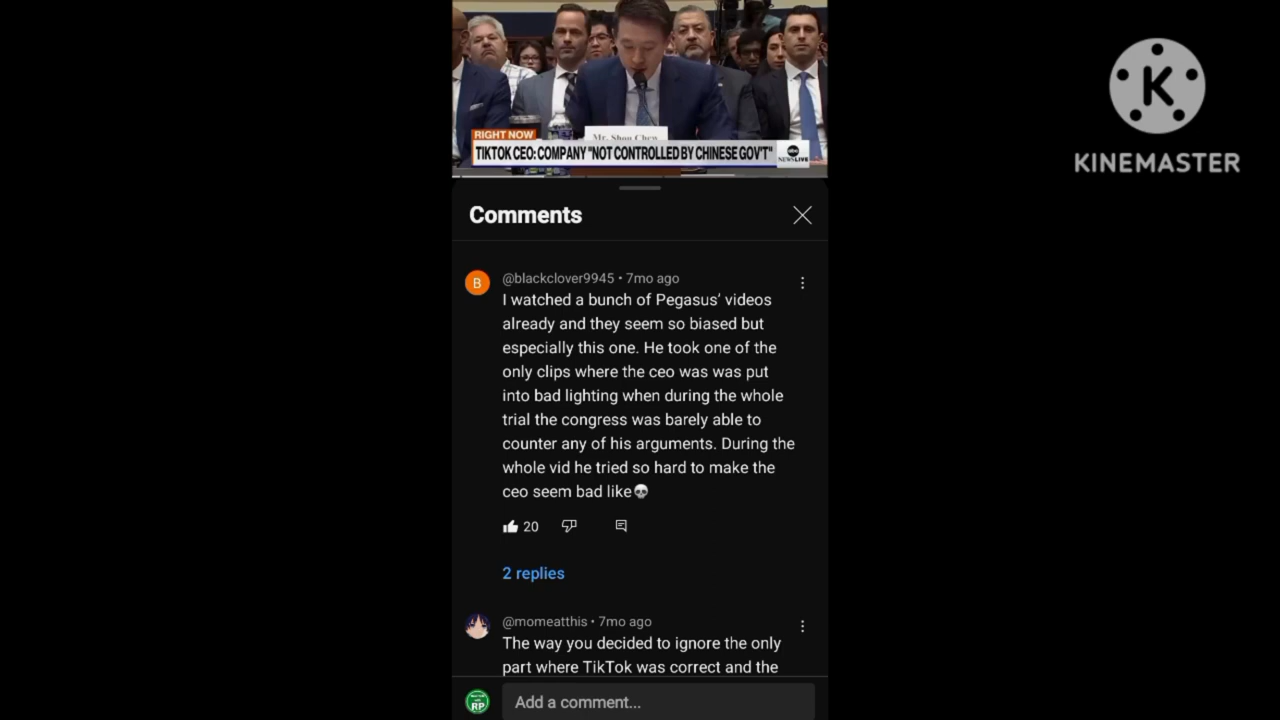 K
KINEMASTER
Mr. Shou Chew
RIGHT NOW
TIKTOK CEO: COMPANY "NOT CONTROLLED BY CHINESE GOV'T"
abc
NEWS LIVE
Comments
B
@blackclover9945 • 7mo ago
I watched a bunch of Pegasus' videos
already and they seem so biased but
especially this one. He took one of the
only clips where the ceo was was put
into bad lighting when during the whole
trial the congress was barely able to
counter any of his arguments. During the
whole vid he tried so hard to make the
ceo seem bad like💀
20
2 replies
@momeatthis • 7mo ago
The way you decided to ignore the only
part where TikTok was correct and the
RP
Add a comment...